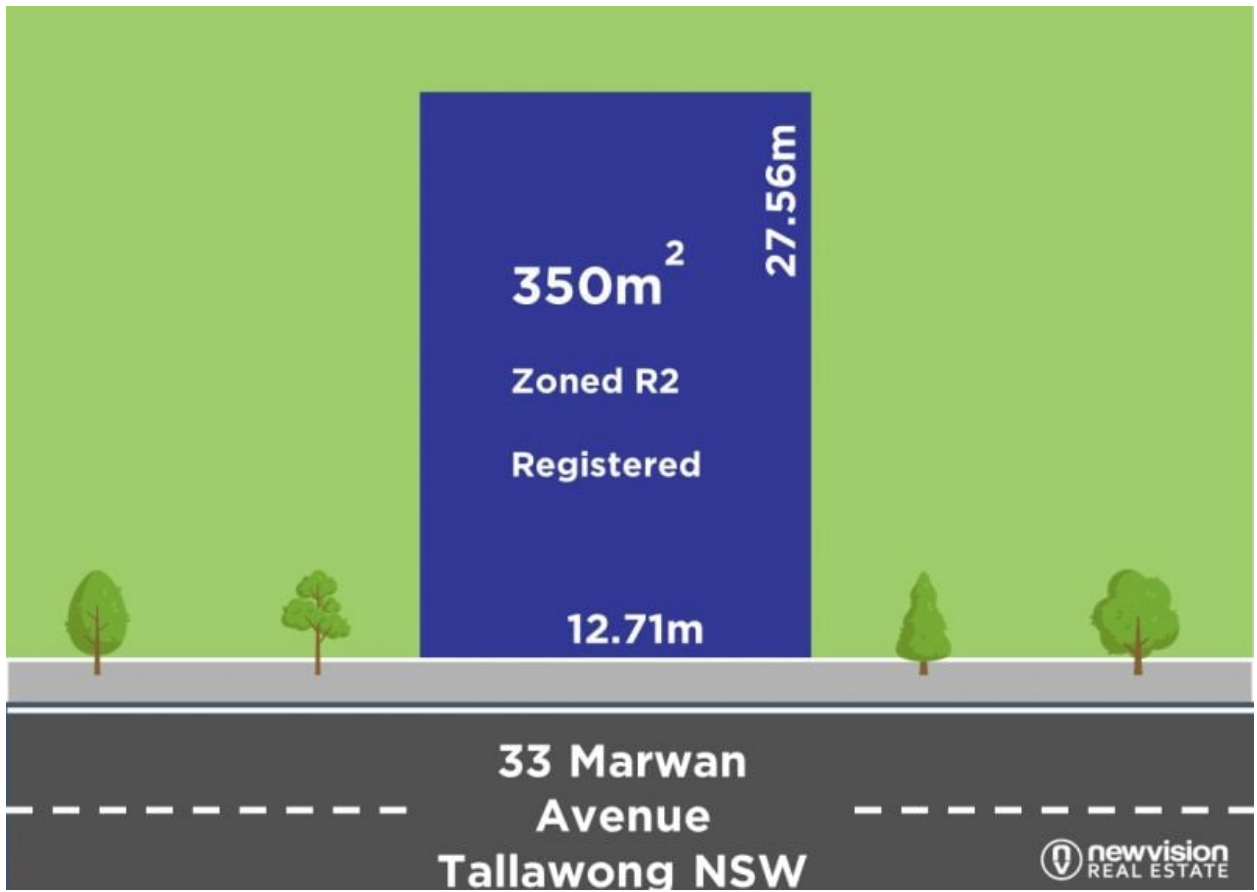 27.56m
350m²
Zoned R2
Registered
12.71m
33 Marwan
Avenue
Tallawong NSW
newvision
REAL ESTATE